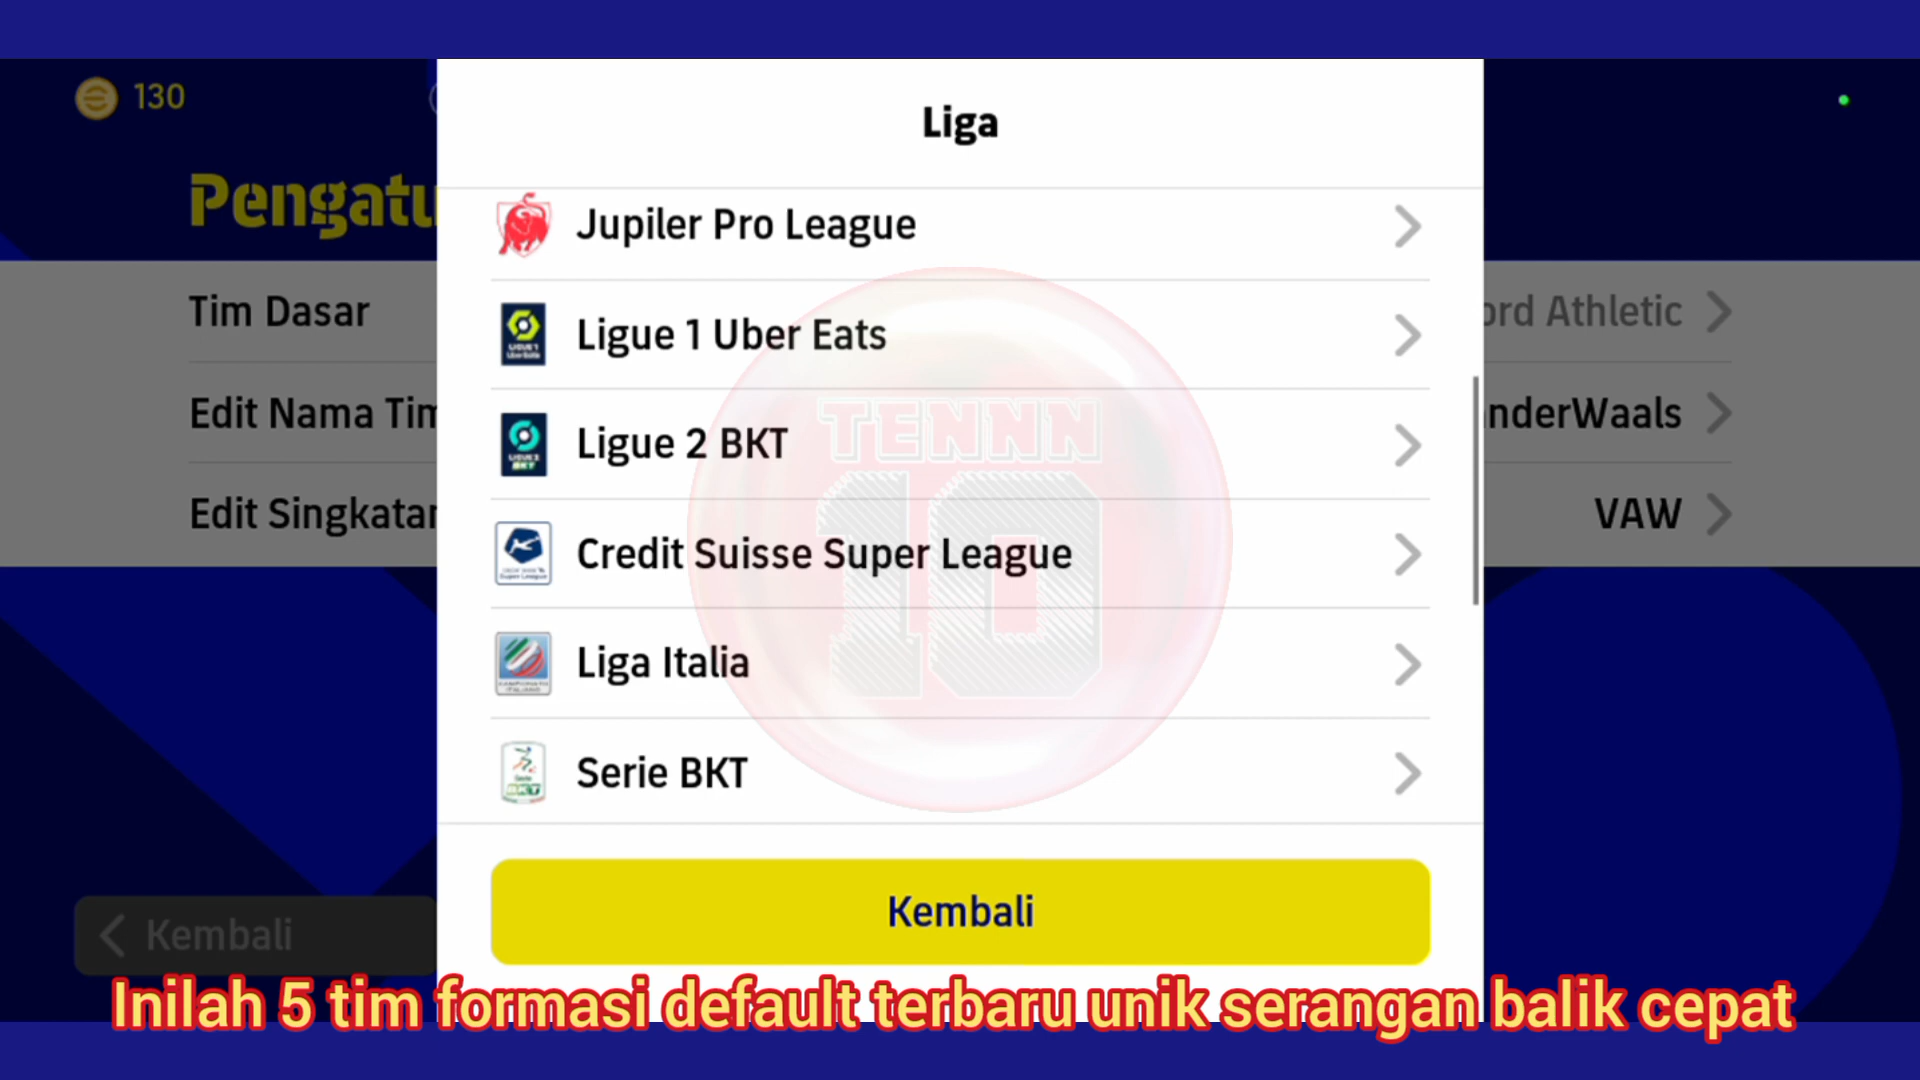 130
Liga
Pengatu
Jupiler Pro League
Tim Dasar
ord Athletic
Ligue 1 Uber Eats
Edit Nama Tim
nderWaals
TENNN
10
Ligue 2 BKT
Edit Singkatan
VAW
Credit Suisse Super League
Liga Italia
Serie BKT
Kembali
Kembali
Inilah 5 tim formasi default terbaru unik serangan balik cepat